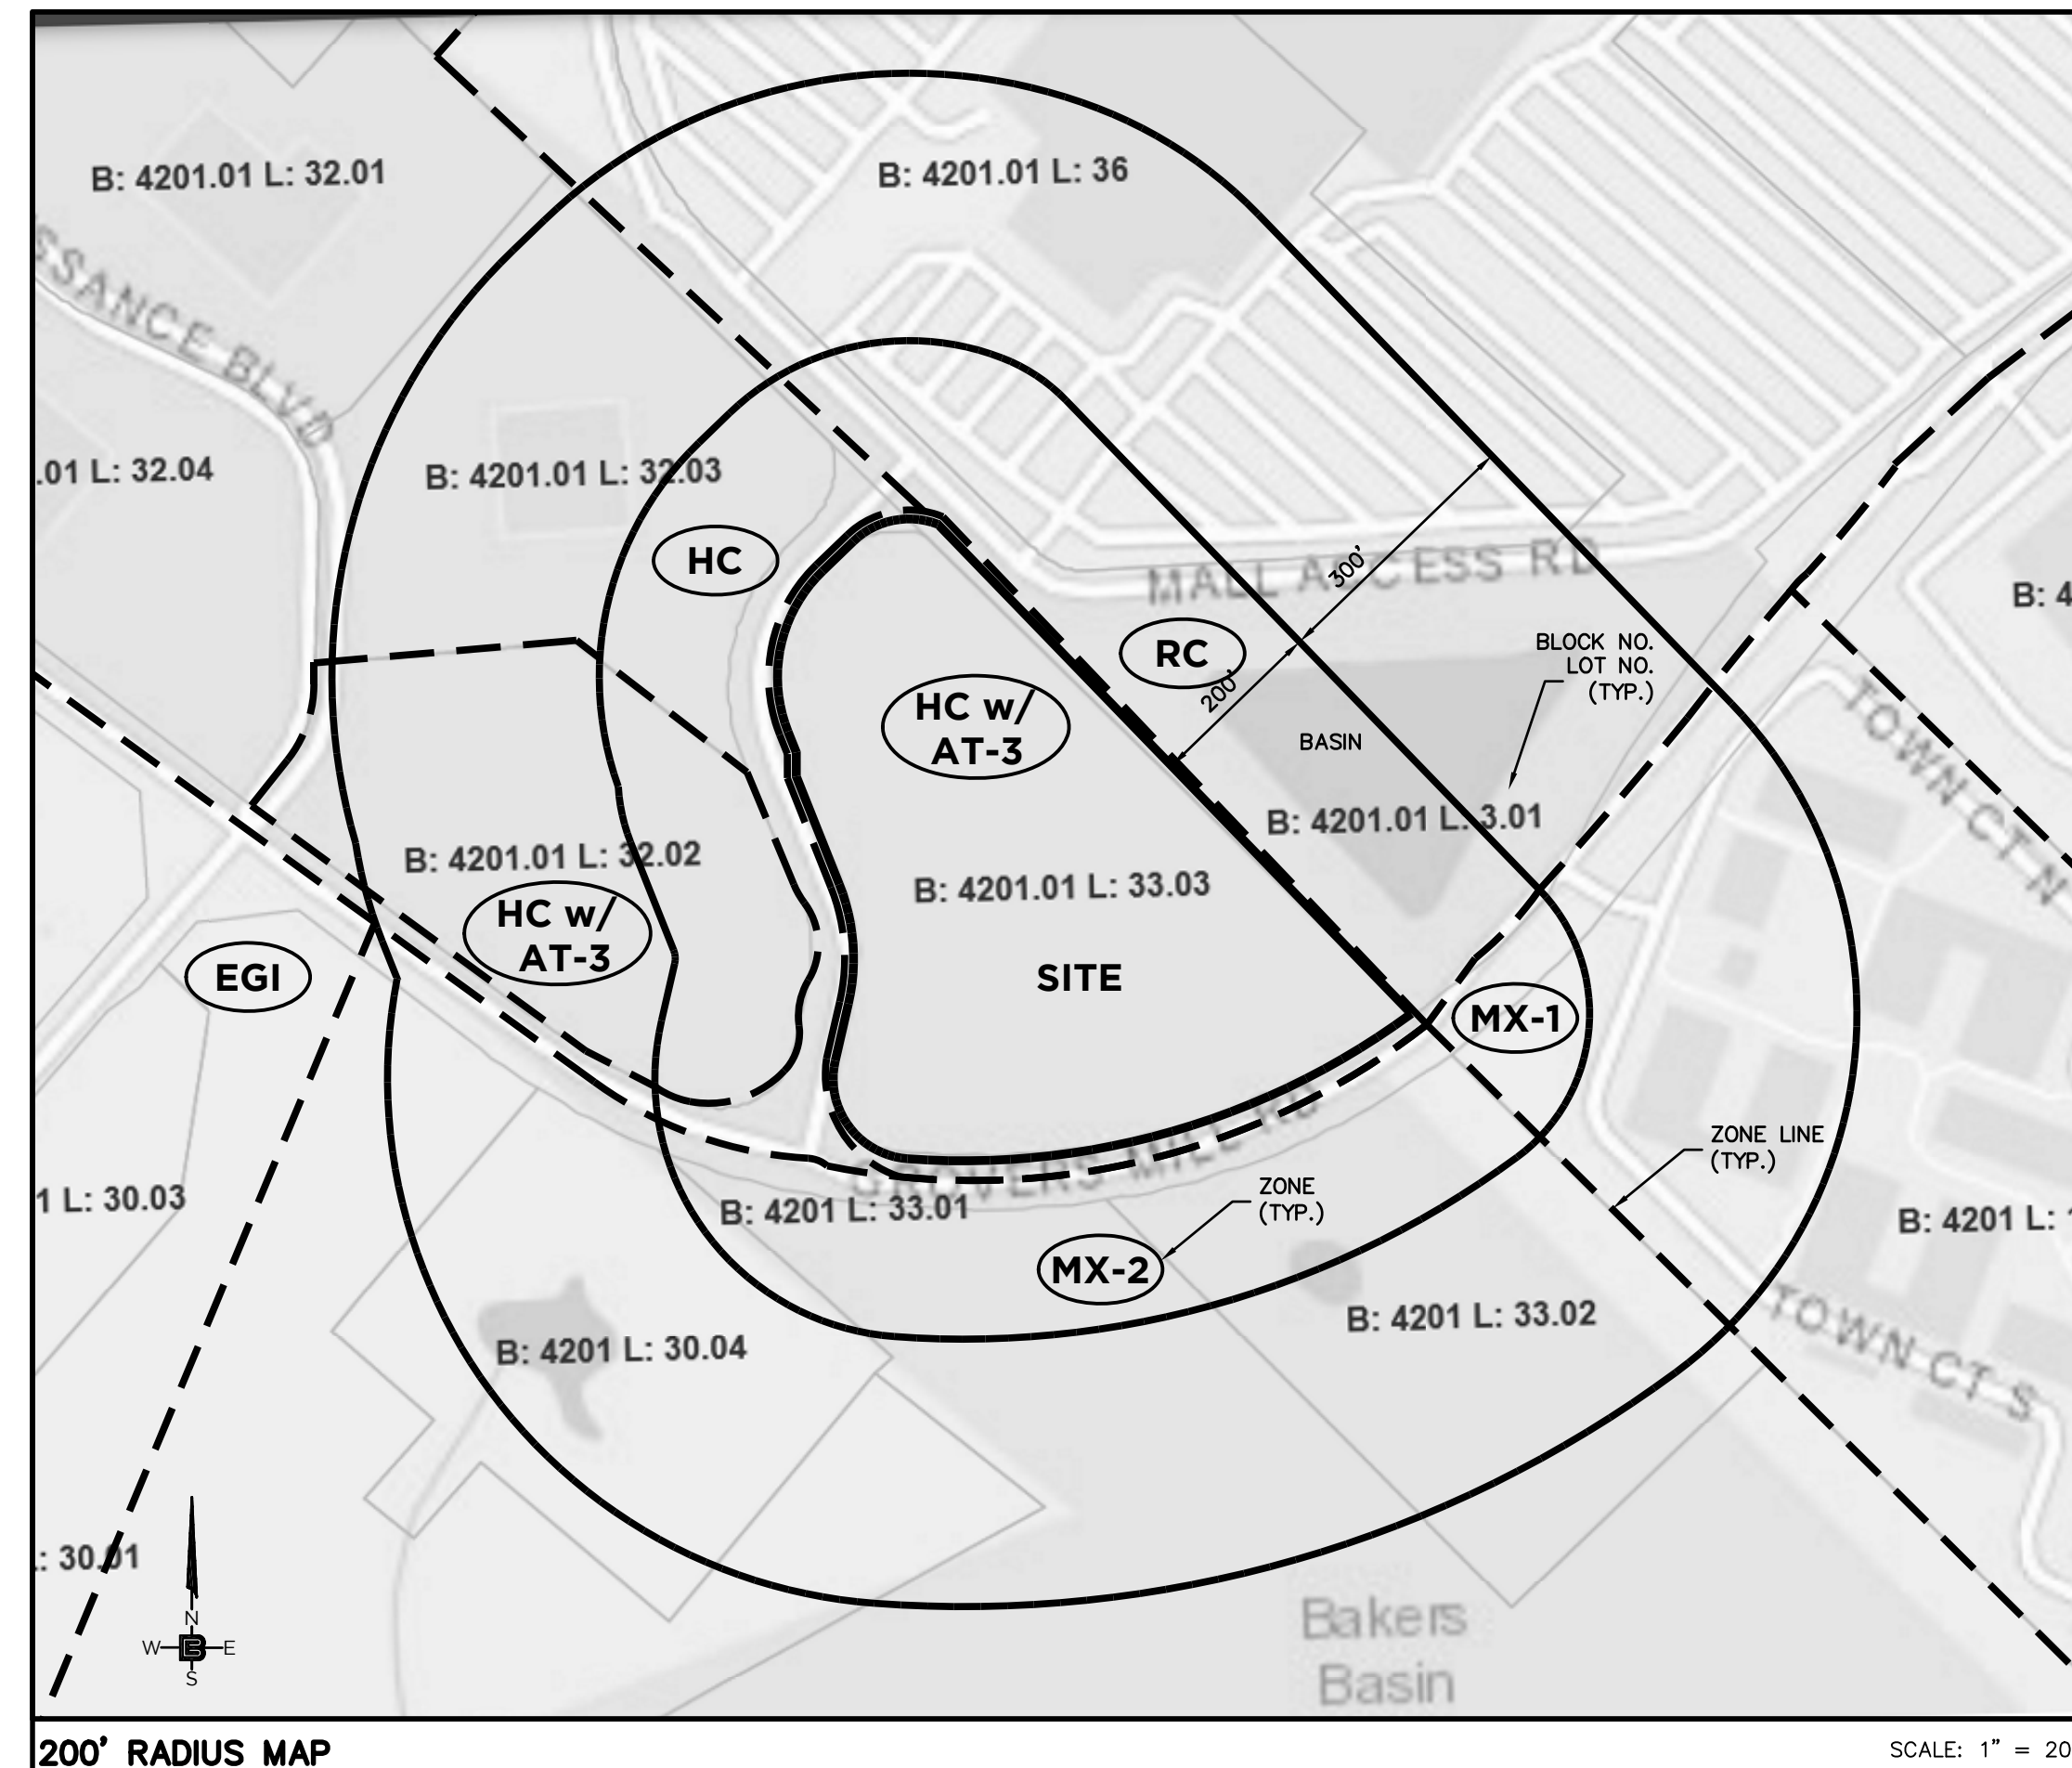 B: 4201.01 L: 32.01
B: 4201.01 L: 36
SSANCE BLVD
.01 L: 32.04
B: 4201.01 L: 32.03
HC
MALL ACCESS RD
300'
200'
RC
BLOCK NO.
LOT NO.
(TYP.)
B: 4
HC w/
AT-3
BASIN
TOWN CT N
B: 4201.01 L: 3.01
B: 4201.01 L: 32.02
B: 4201.01 L: 33.03
HC w/
AT-3
EGI
SITE
MX-1
GROVERS MILL RD
ZONE LINE
(TYP.)
1 L: 30.03
B: 4201 L: 33.01
ZONE
(TYP.)
B: 4201 L:
MX-2
B: 4201 L: 33.02
TOWN CT S
B: 4201 L: 30.04
: 30.01
N
W E
S
B
Bakers
Basin
200' RADIUS MAP
SCALE: 1" = 20